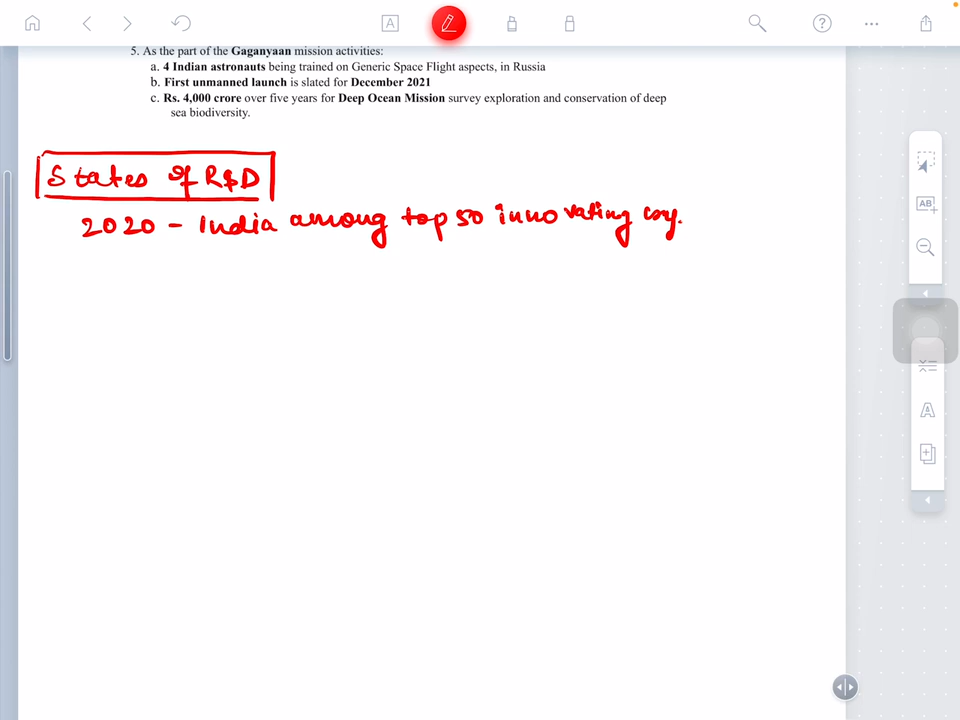 5. As the part of the Gaganyaan mission activities:
a. 4 Indian astronauts being trained on Generic Space Flight aspects, in Russia
b. First unmanned launch is slated for December 2021
c. Rs. 4,000 crore over five years for Deep Ocean Mission survey exploration and conservation of deep
sea biodiversity.
States of R&D
2020 - India among top 50 innovating